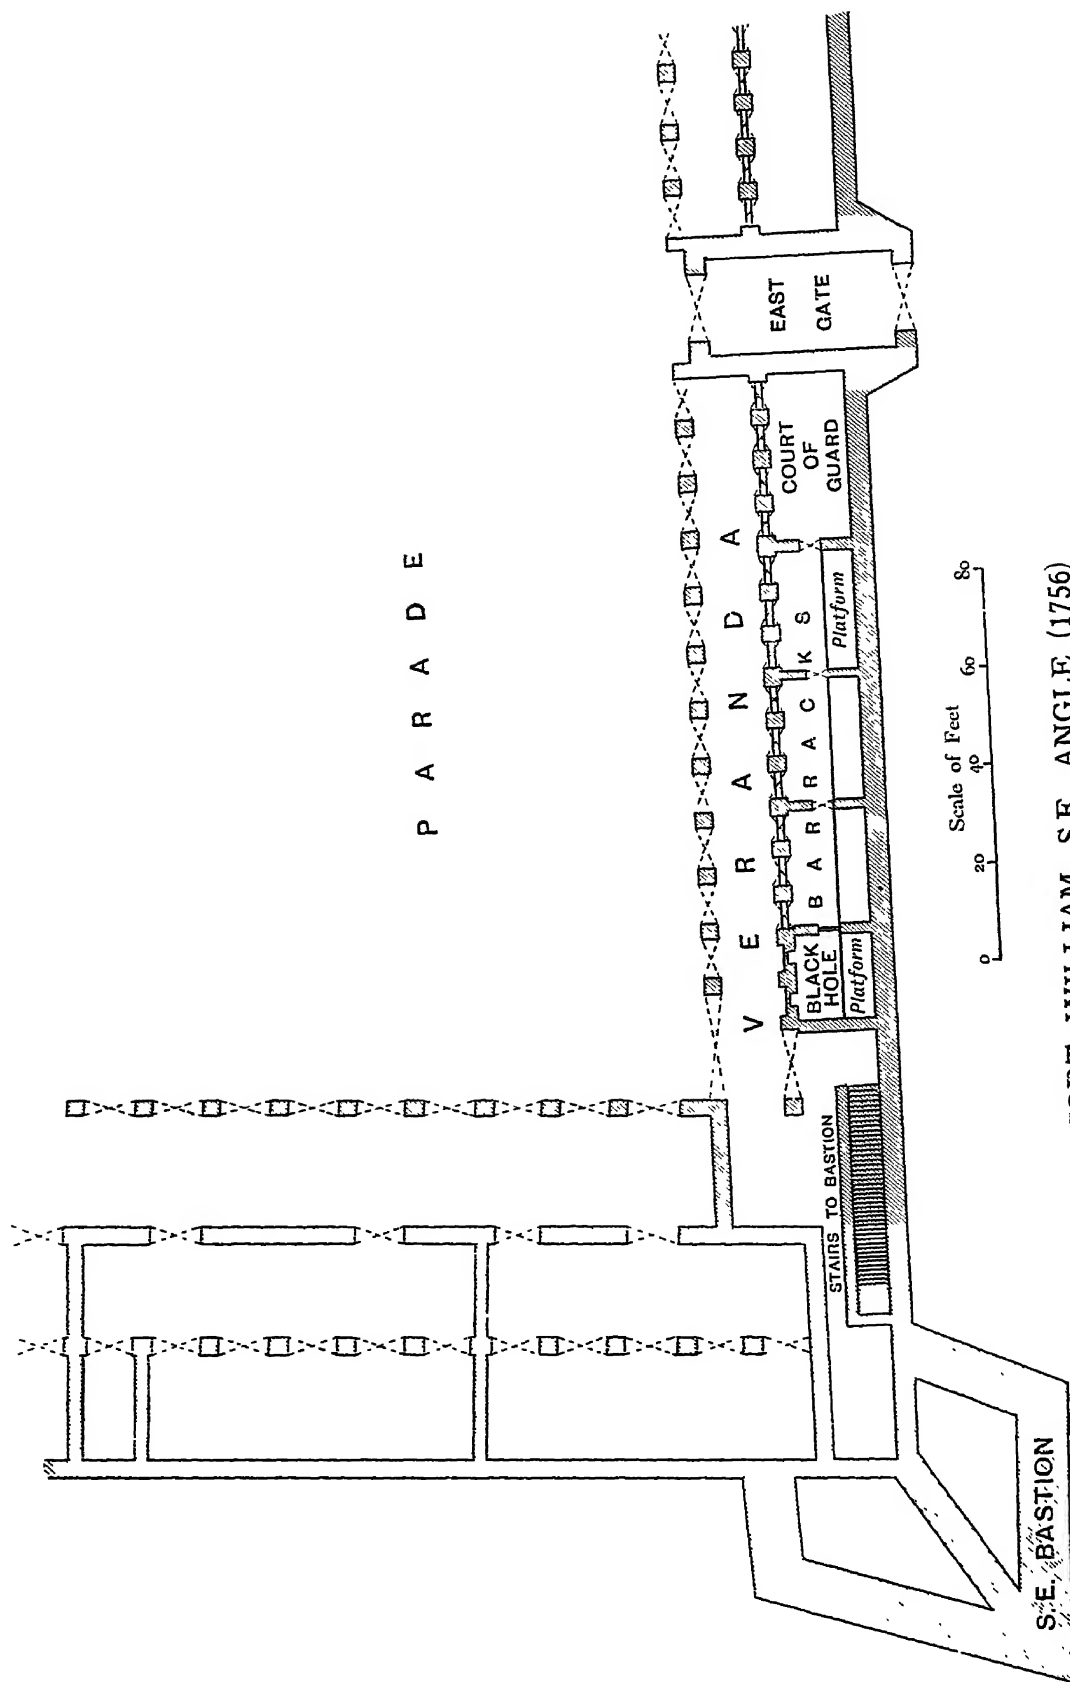 PARADE
VERANDA
EAST
GATE
COURT
OF
GUARD
BARRACKS
Platform
BLACK
HOLE
Platform
STAIRS TO BASTION
S.E. BASTION
Scale of Feet
0 20 40 60 80
WILLIAM, S.E. ANGLE (1756)